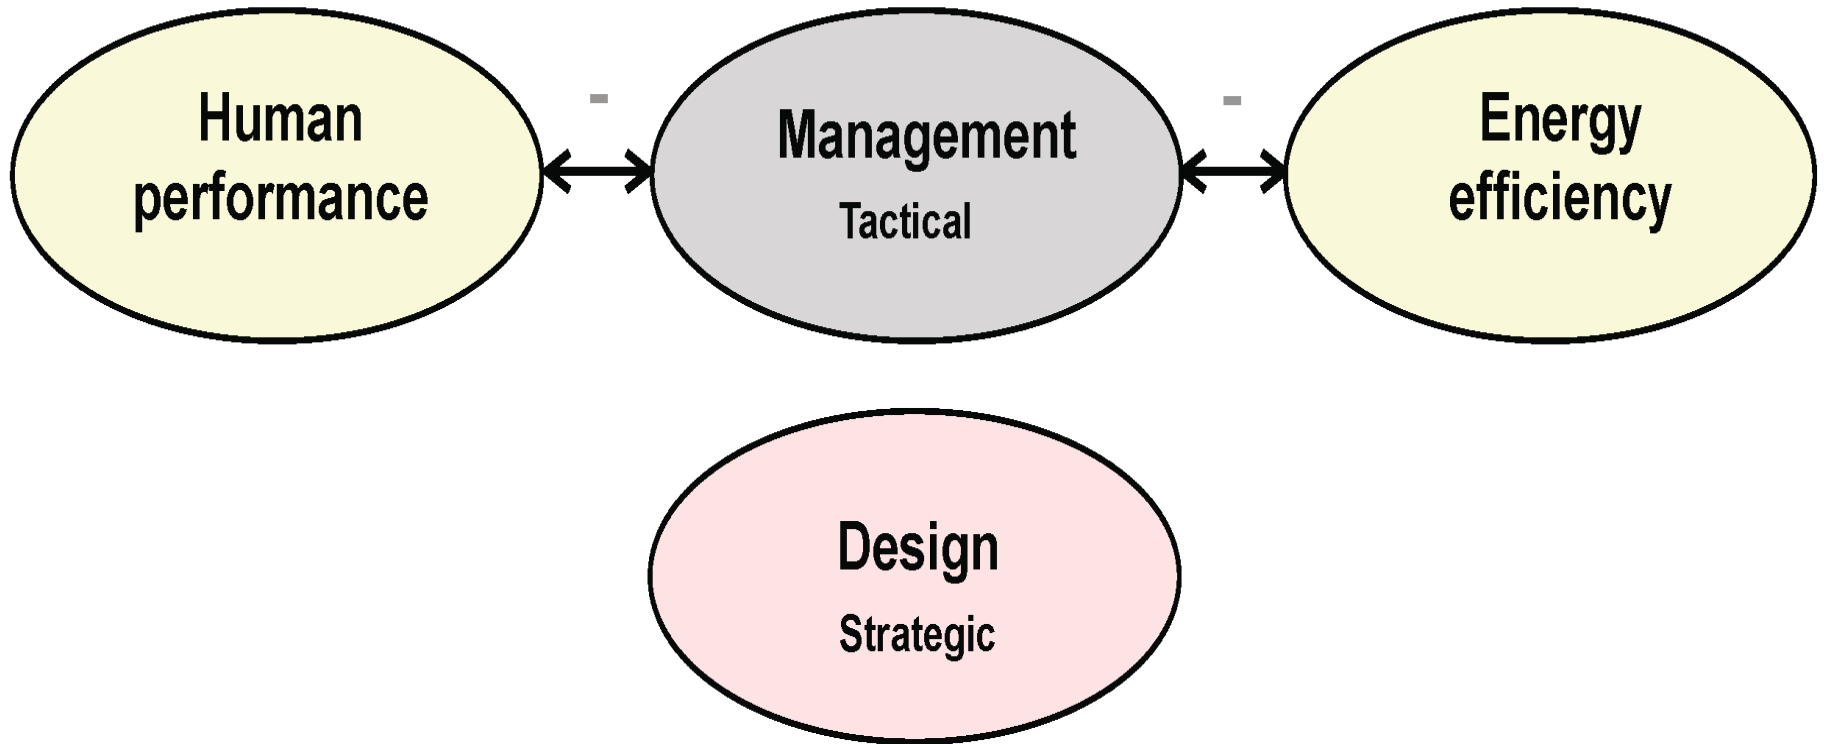 Human
performance
-
Management
Tactical
-
Energy
efficiency
Design
Strategic